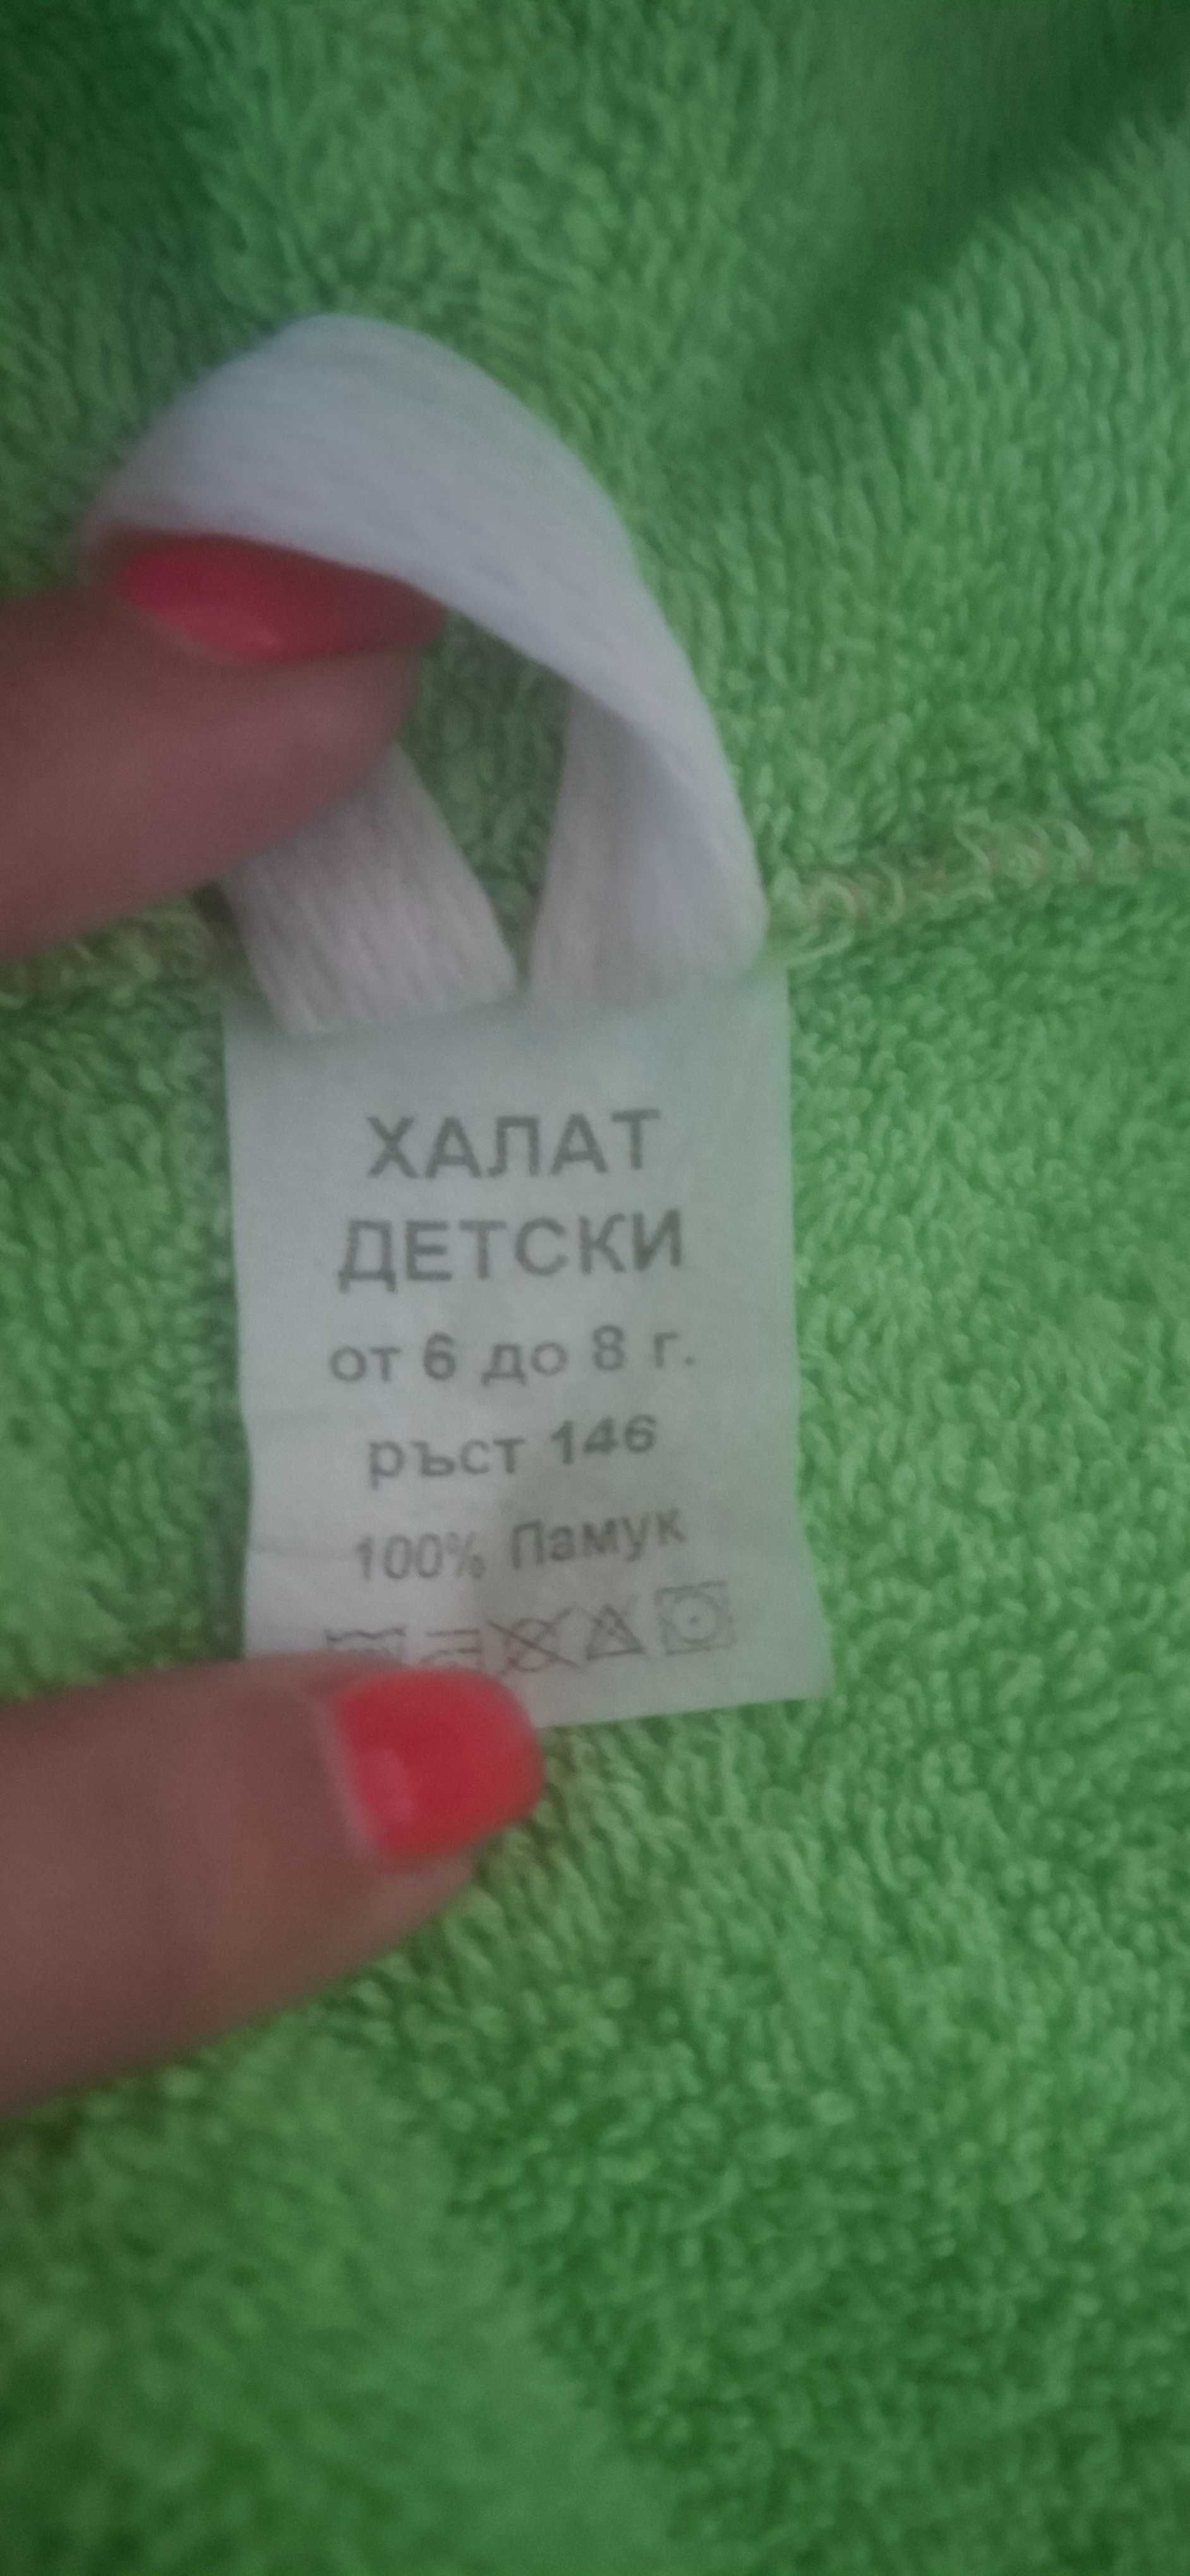 ХАЛАТ
ДЕТСКИ
от 6 до 8 г.
ръст 146
100% Памук